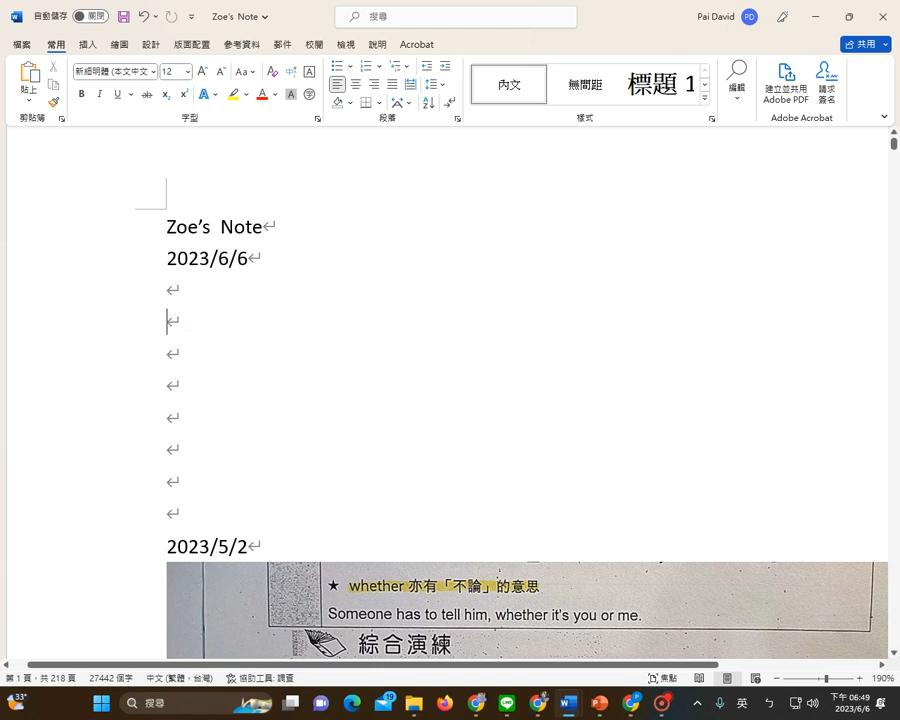 自動儲存 關閉 Zoe's Note 搜尋 Pai David PD
檔案 常用 插入 繪圖 設計 版面配置 參考資料 郵件 校閱 檢視 說明 Acrobat 共用
貼上 新細明體 (本文中文 12 Aa 內文 無間距 標題 1 編輯 建立並共用 Adobe PDF 請求 簽名
剪貼簿 字型 段落 樣式 Adobe Acrobat
Zoe's Note
2023/6/6
2023/5/2
★ whether 亦有「不論」的意思
Someone has to tell him, whether it's you or me.
綜合演練
第 1 頁，共 218 頁 27442 個字 中文 (繁體，台灣) 協助工具: 調查 焦點 190%
33° 搜尋 19 英 下午 06:49
2023/6/6